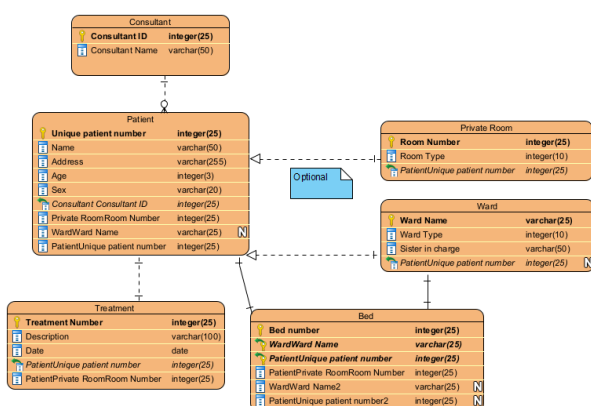 Consultant
Consultant ID integer(25)
Consultant Name varchar(50)
Patient
Unique patient number integer(25)
Name varchar(50)
Address varchar(255)
Age integer(3)
Sex varchar(20)
Consultant Consultant ID integer(25)
Private RoomRoom Number integer(25)
WardWard Name varchar(25) N
PatientUnique patient number integer(25)
Optional
Private Room
Room Number integer(25)
Room Type integer(10)
PatientUnique patient number integer(25)
Ward
Ward Name varchar(25)
Ward Type integer(10)
Sister in charge varchar(50)
PatientUnique patient number integer(25) N
Treatment
Treatment Number integer(25)
Description varchar(100)
Date date
PatientUnique patient number integer(25)
PatientPrivate RoomRoom Number integer(25)
Bed
Bed number integer(25)
WardWard Name varchar(25)
PatientUnique patient number integer(25)
PatientPrivate RoomRoom Number integer(25)
WardWard Name2 varchar(25) N
PatientUnique patient number2 integer(25) N